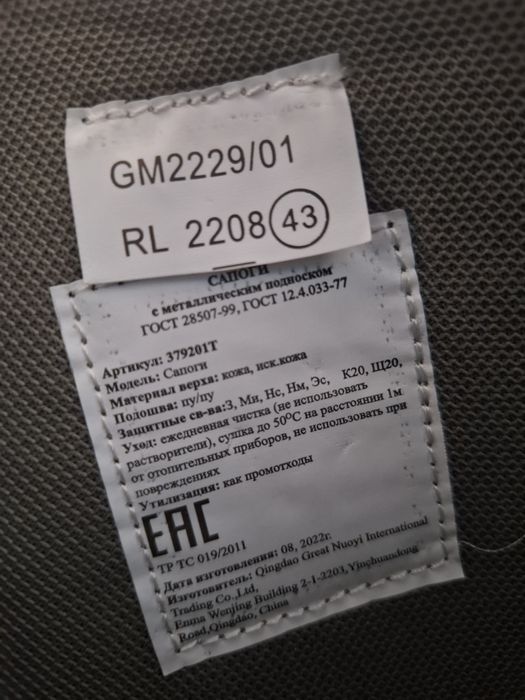 GM2229/01
RL 2208 43
САПОГИ
с металлическим подноском
ГОСТ 28507-99, ГОСТ 12.4.033-77
Артикул: 379201Т
Модель: Сапоги
Материал верха: кожа, иск.кожа
Подошва: пу/пу
Защитные св-ва:З, Ми, Нс, Нм, Эс, К20, Щ20,
Уход: ежедневная чистка (не использовать
растворители), сушка до 50°С на расстоянии 1м
от отопительных приборов, не использовать при
повреждениях
Утилизация: как промотходы
ЕАС
ТР ТС 019/2011
Дата изготовления: 08, 2022г.
Изготовитель: Qingdao Great Nuoyi International
Trading Co.,Ltd,
Enma Wenjing Building 2-1-2203,Yinchuandong
Road,Qingdao, China